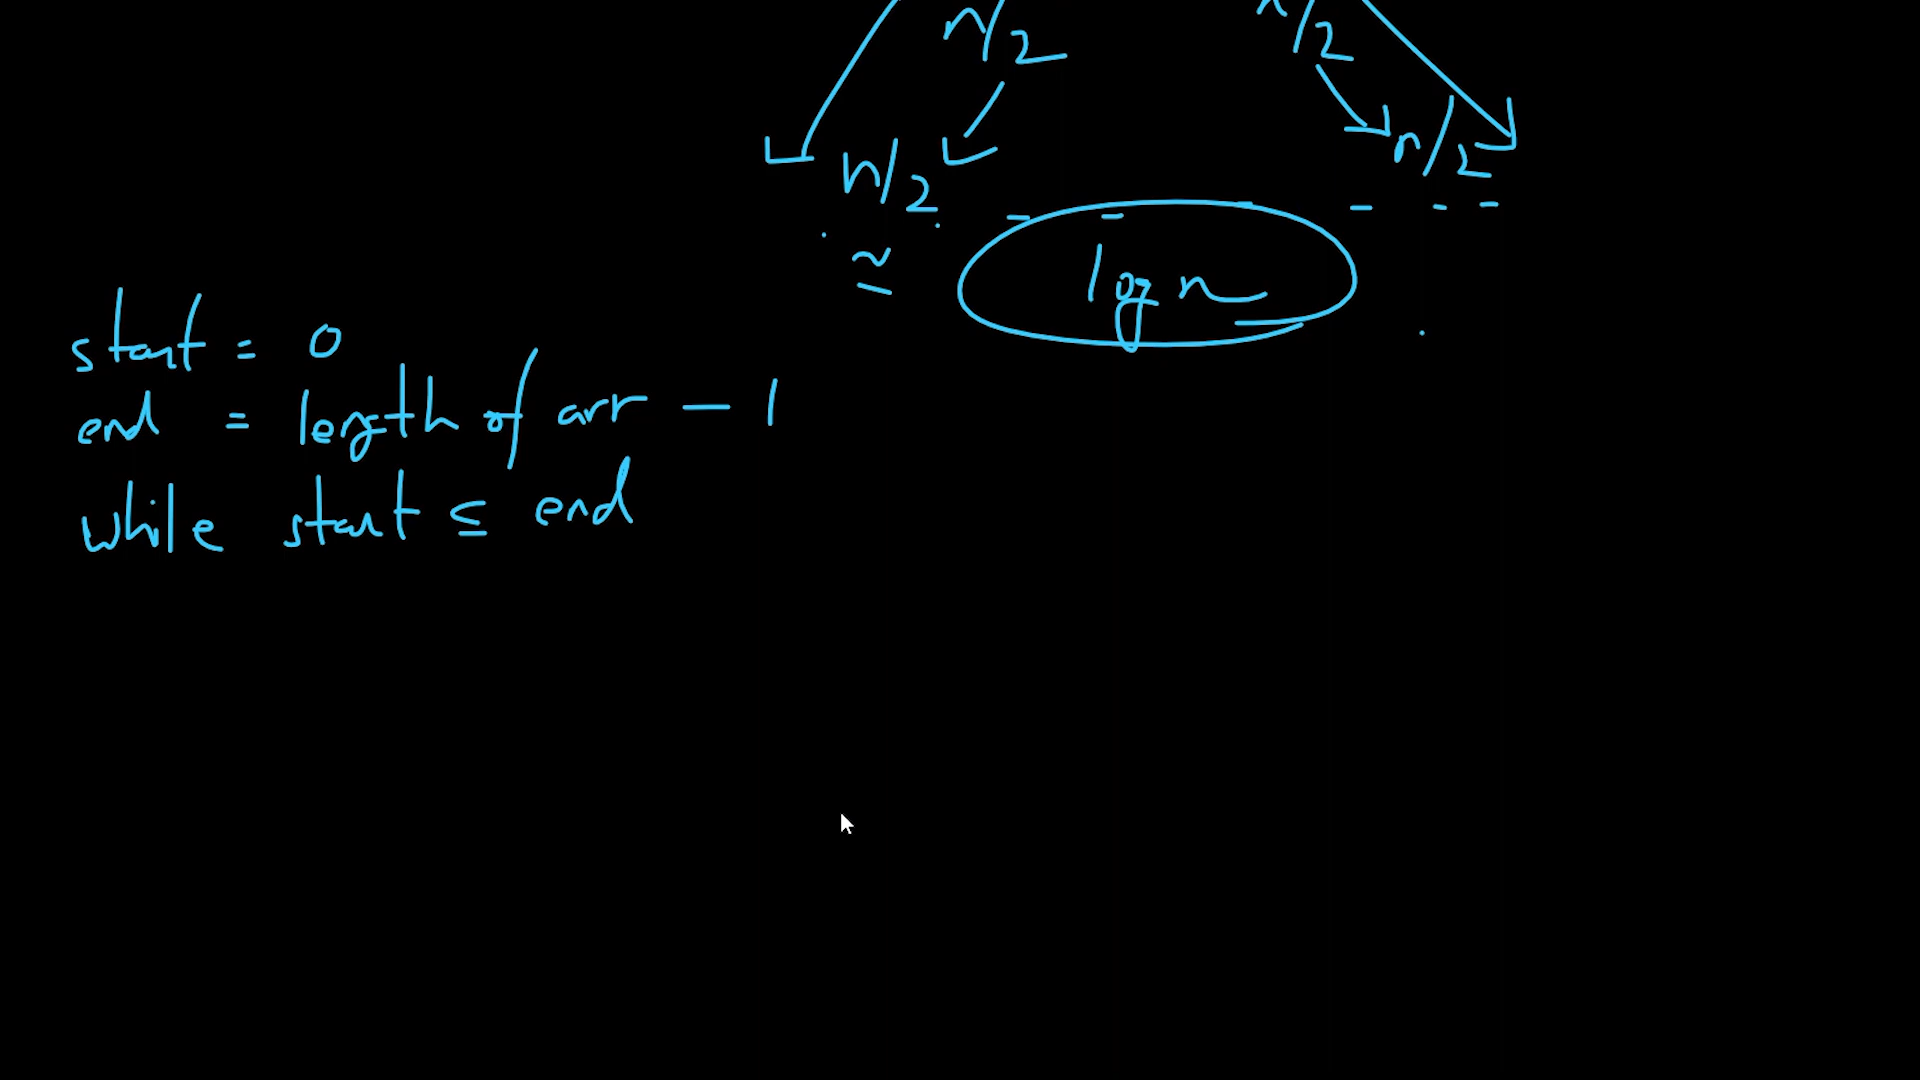 n/2 n/2
n/2 n/2
≃ log n
start = 0
end = length of arr - 1
while start ≤ end